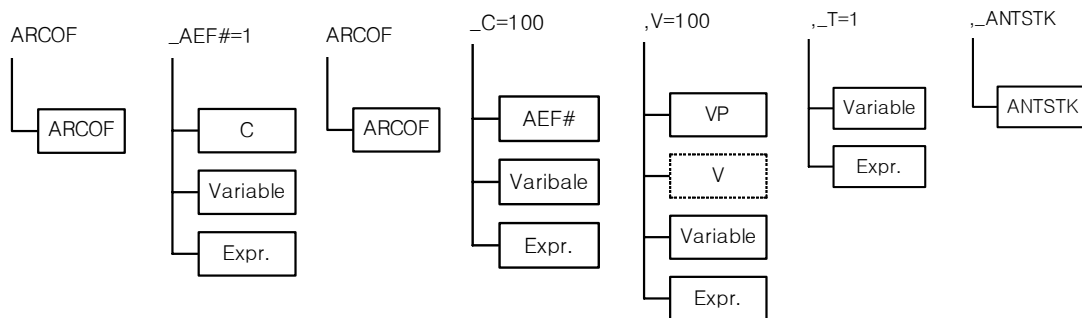 ARCOF
ARCOF
_AEF#=1
C
Variable
Expr.
ARCOF
ARCOF
_C=100
AEF#
Varibale
Expr.
,V=100
VP
V
Variable
Expr.
,_T=1
Variable
Expr.
,_ANTSTK
ANTSTK